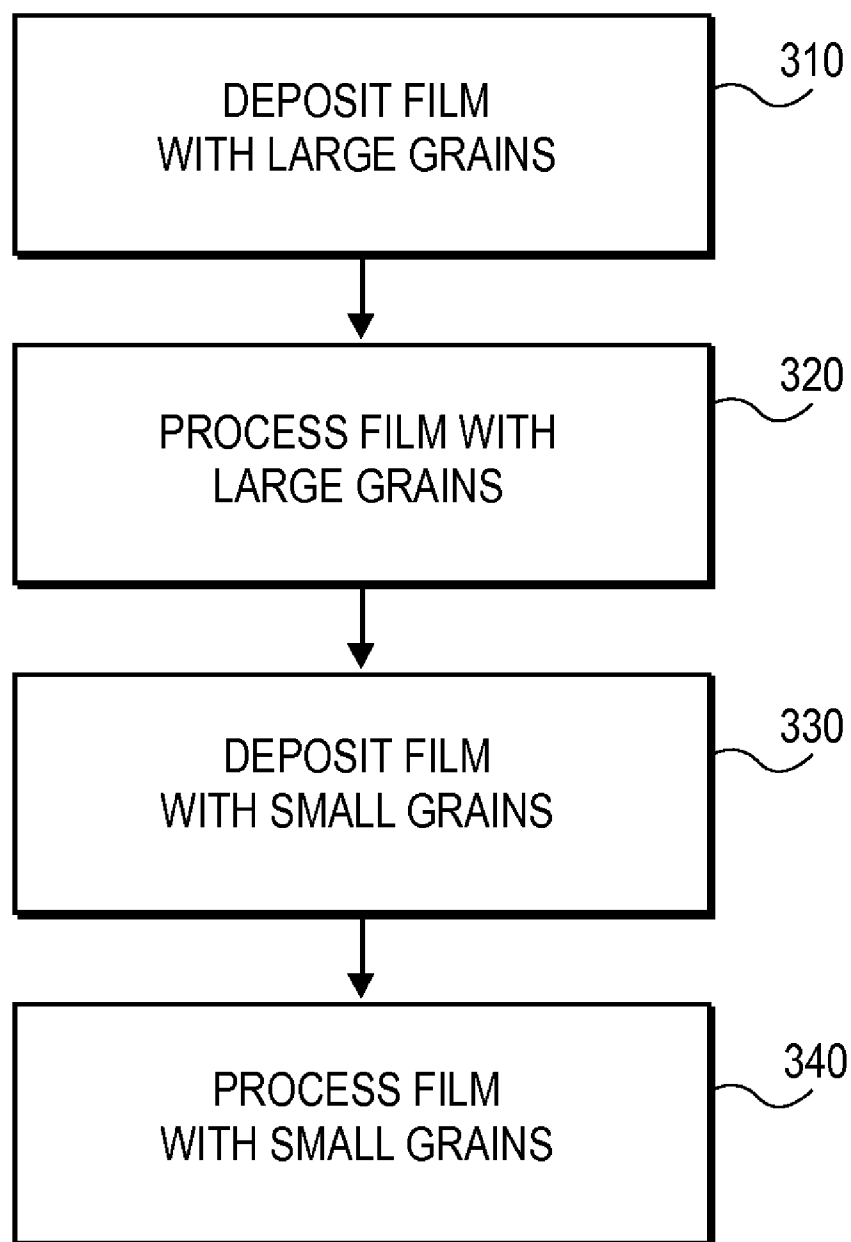 310
DEPOSIT FILM
WITH LARGE GRAINS
320
PROCESS FILM WITH
LARGE GRAINS
330
DEPOSIT FILM
WITH SMALL GRAINS
340
PROCESS FILM
WITH SMALL GRAINS